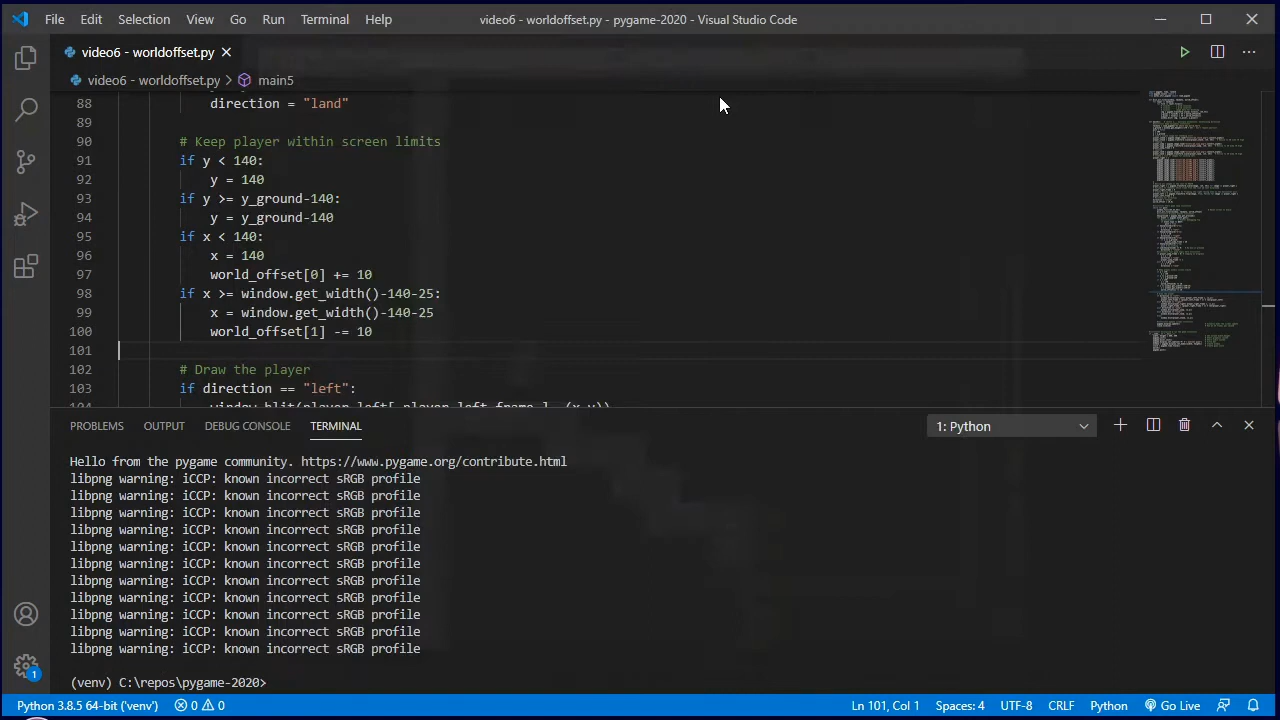 File Edit Selection View Go Run Terminal Help video6 - worldoffset.py - pygame-2020 - Visual Studio Code
video6 - worldoffset.py
video6 - worldoffset.py > main5
88 direction = "land"
89
90 # Keep player within screen limits
91 if y < 140:
92 y = 140
93 if y >= y_ground-140:
94 y = y_ground-140
95 if x < 140:
96 x = 140
97 world_offset[0] += 10
98 if x >= window.get_width()-140-25:
99 x = window.get_width()-140-25
100 world_offset[1] -= 10
101
102 # Draw the player
103 if direction == "left":
104 window.blit(player_left[ player_left_frame ], (x,y))
PROBLEMS OUTPUT DEBUG CONSOLE TERMINAL 1: Python
Hello from the pygame community. https://www.pygame.org/contribute.html
libpng warning: iCCP: known incorrect sRGB profile
libpng warning: iCCP: known incorrect sRGB profile
libpng warning: iCCP: known incorrect sRGB profile
libpng warning: iCCP: known incorrect sRGB profile
libpng warning: iCCP: known incorrect sRGB profile
libpng warning: iCCP: known incorrect sRGB profile
libpng warning: iCCP: known incorrect sRGB profile
libpng warning: iCCP: known incorrect sRGB profile
libpng warning: iCCP: known incorrect sRGB profile
libpng warning: iCCP: known incorrect sRGB profile
libpng warning: iCCP: known incorrect sRGB profile
(venv) C:\repos\pygame-2020>
1
Python 3.8.5 64-bit ('venv') 0 0 Ln 101, Col 1 Spaces: 4 UTF-8 CRLF Python Go Live